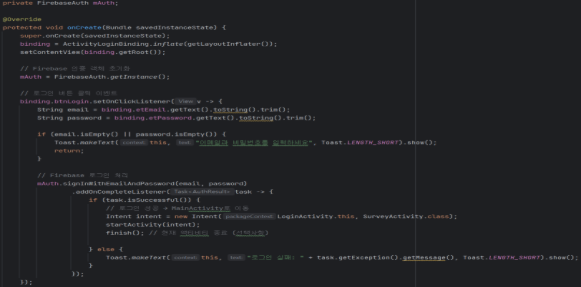 private FirebaseAuth mAuth;
@Override
protected void onCreate(Bundle savedInstanceState) {
super.onCreate(savedInstanceState);
binding = ActivityLoginBinding.inflate(getLayoutInflater());
setContentView(binding.getRoot());
// Firebase 인증 객체 초기화
mAuth = FirebaseAuth.getInstance();
// 로그인 버튼 클릭 이벤트
binding.btnLogin.setOnClickListener( View v -> {
String email = binding.etEmail.getText().toString().trim();
String password = binding.etPassword.getText().toString().trim();
if (email.isEmpty() || password.isEmpty()) {
Toast.makeText( context: this, text: "이메일과 비밀번호를 입력하세요", Toast.LENGTH_SHORT).show();
return;
}
// Firebase 로그인
mAuth.signInWithEmailAndPassword(email, password)
.addOnCompleteListener( Task<AuthResult> task -> {
if (task.isSuccessful()) {
// 로그인 성공 → MainActivity로 이동
Intent intent = new Intent( packageContext: LoginActivity.this, SurveyActivity.class);
startActivity(intent);
finish(); // 현재 액티비티 종료 (선택사항)
} else {
Toast.makeText( context: this, text: "로그인 실패: " + task.getException().getMessage(), Toast.LENGTH_SHORT).show();
}
});
});